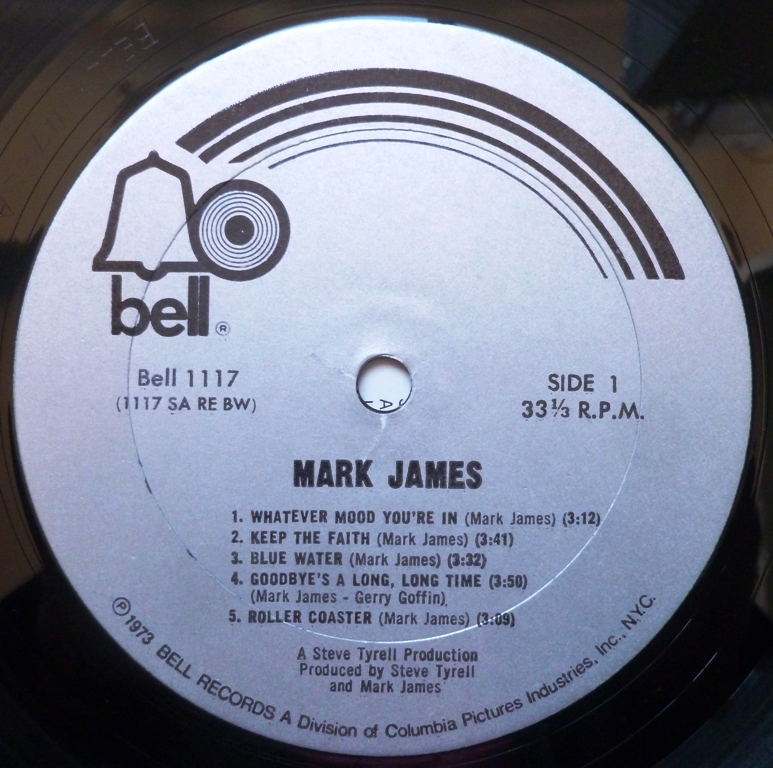 bell ®
Bell 1117
(1117 SA RE BW)
SIDE 1
33⅓ R.P.M.
MARK JAMES
1. WHATEVER MOOD YOU'RE IN (Mark James) (3:12)
2. KEEP THE FAITH (Mark James) (3:41)
3. BLUE WATER (Mark James) (3:32)
4. GOODBYE'S A LONG, LONG TIME (3:50)
(Mark James - Gerry Goffin)
5. ROLLER COASTER (Mark James) (3:09)
A Steve Tyrell Production
Produced by Steve Tyrell
and Mark James
℗ 1973 BELL RECORDS A Division of Columbia Pictures Industries, Inc., N.Y.C.